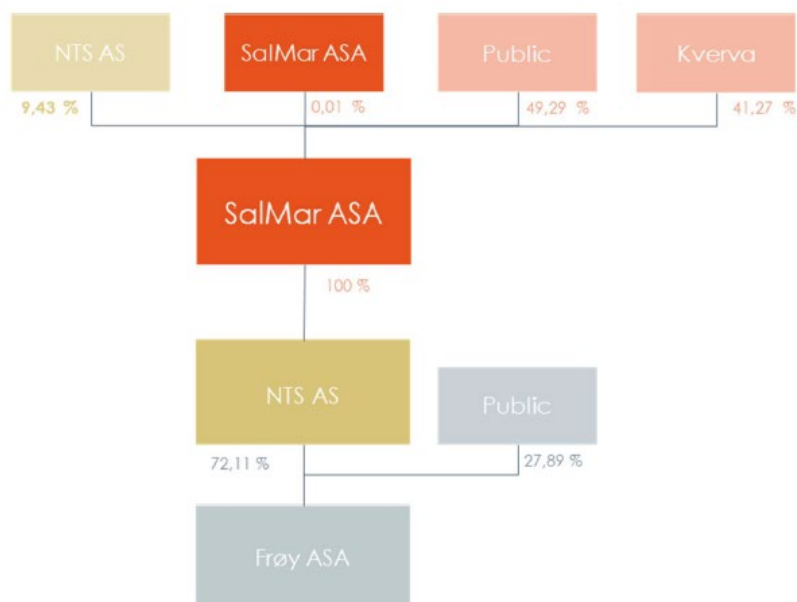 NTS AS
SalMar ASA
Public
Kverva
9,43 %
0,01 %
49,29 %
41,27 %
SalMar ASA
100 %
NTS AS
Public
72,11 %
27,89 %
Frøy ASA